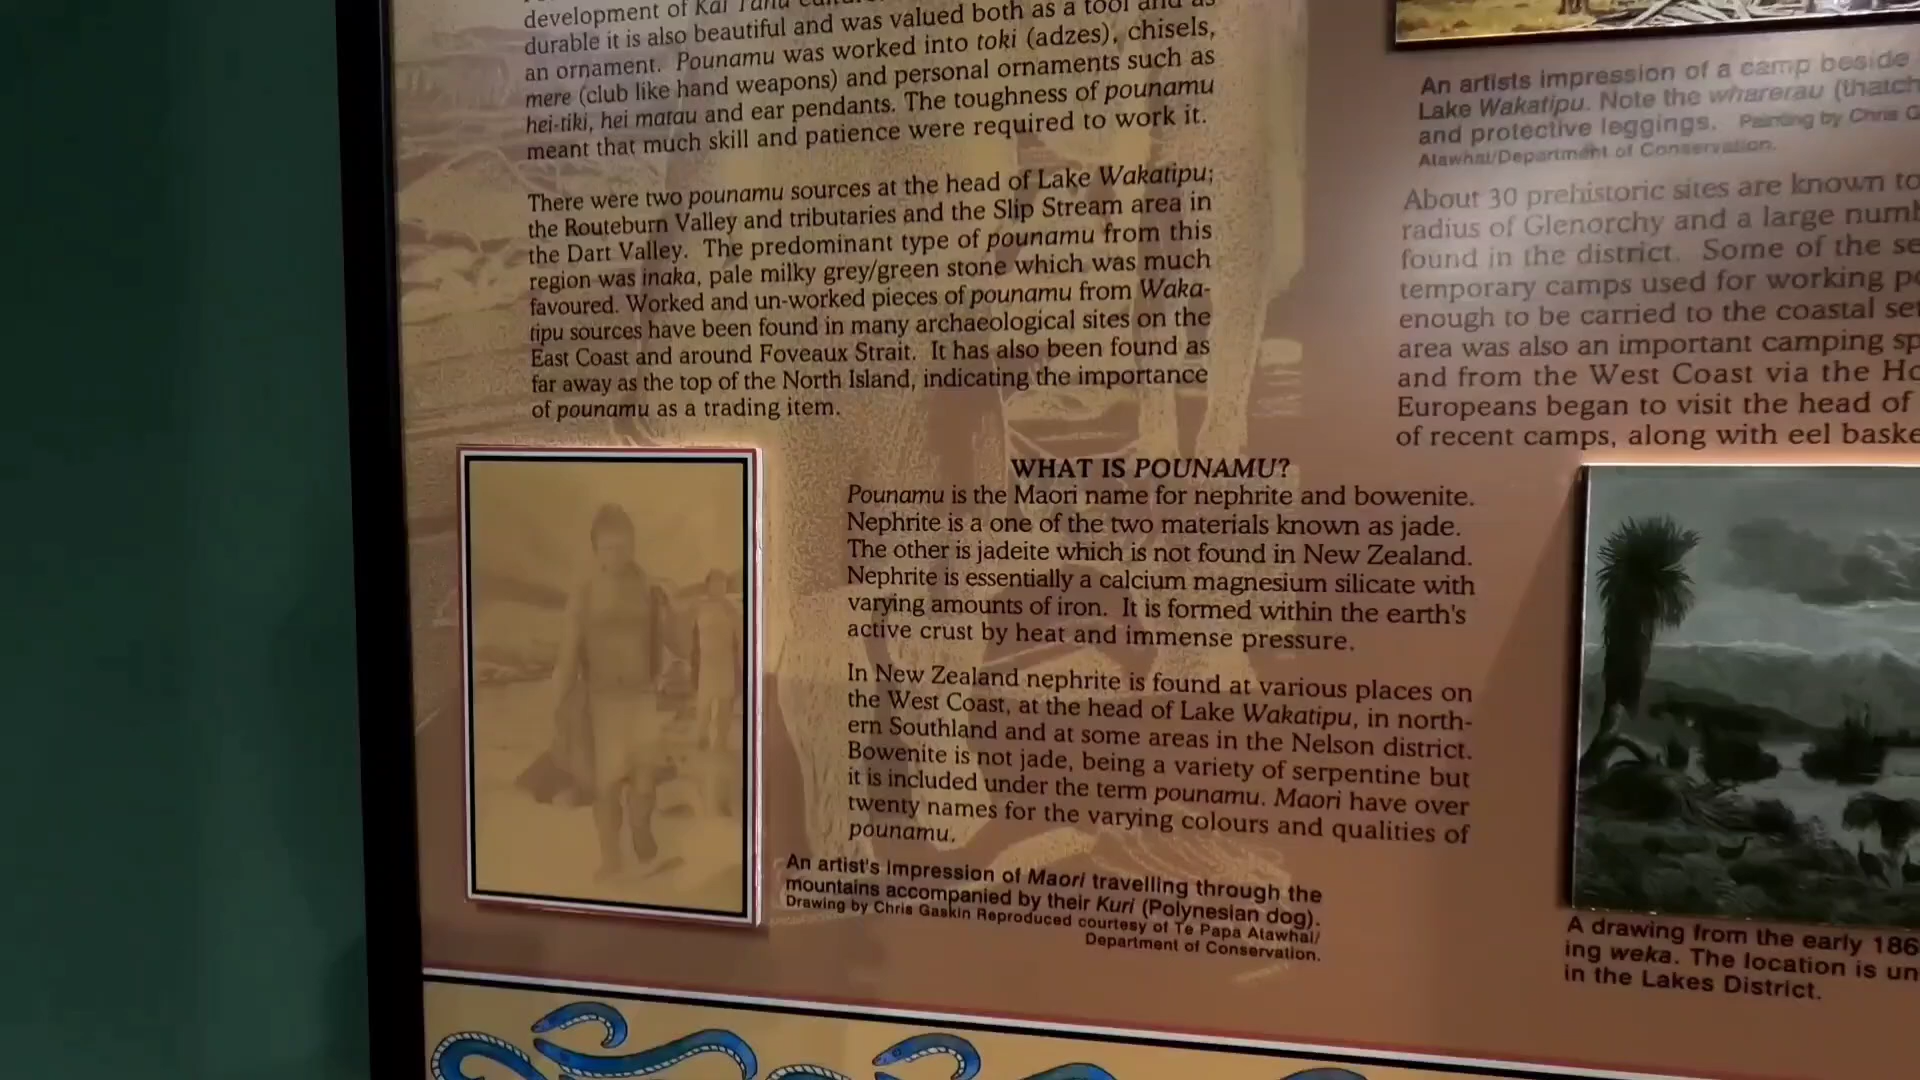 development of Kai Tahu
durable it is also beautiful and was valued both as a tool and as
an ornament. Pounamu was worked into toki (adzes), chisels,
mere (club like hand weapons) and personal ornaments such as
hei-tiki, hei matau and ear pendants. The toughness of pounamu
meant that much skill and patience were required to work it.
There were two pounamu sources at the head of Lake Wakatipu;
the Routeburn Valley and tributaries and the Slip Stream area in
the Dart Valley. The predominant type of pounamu from this
region was inaka, pale milky grey/green stone which was much
favoured. Worked and un-worked pieces of pounamu from Waka-
tipu sources have been found in many archaeological sites on the
East Coast and around Foveaux Strait. It has also been found as
far away as the top of the North Island, indicating the importance
of pounamu as a trading item.
WHAT IS POUNAMU?
Pounamu is the Maori name for nephrite and bowenite.
Nephrite is a one of the two materials known as jade.
The other is jadeite which is not found in New Zealand.
Nephrite is essentially a calcium magnesium silicate with
varying amounts of iron. It is formed within the earth's
active crust by heat and immense pressure.
In New Zealand nephrite is found at various places on
the West Coast, at the head of Lake Wakatipu, in north-
ern Southland and at some areas in the Nelson district.
Bowenite is not jade, being a variety of serpentine but
it is included under the term pounamu. Maori have over
twenty names for the varying colours and qualities of
pounamu.
An artist's impression of Maori travelling through the
mountains accompanied by their Kuri (Polynesian dog).
Drawing by Chris Gaskin Reproduced courtesy of Te Papa Atawhai/
Department of Conservation.
An artists impression of a camp beside
Lake Wakatipu. Note the wharerau (thatch
and protective leggings. Painting by Chris G
Atawhai/Department of Conservation.
About 30 prehistoric sites are known to
radius of Glenorchy and a large numb
found in the district. Some of the se
temporary camps used for working po
enough to be carried to the coastal set
area was also an important camping sp
and from the West Coast via the Ho
Europeans began to visit the head of
of recent camps, along with eel baske
A drawing from the early 186
ing weka. The location is un
in the Lakes District.